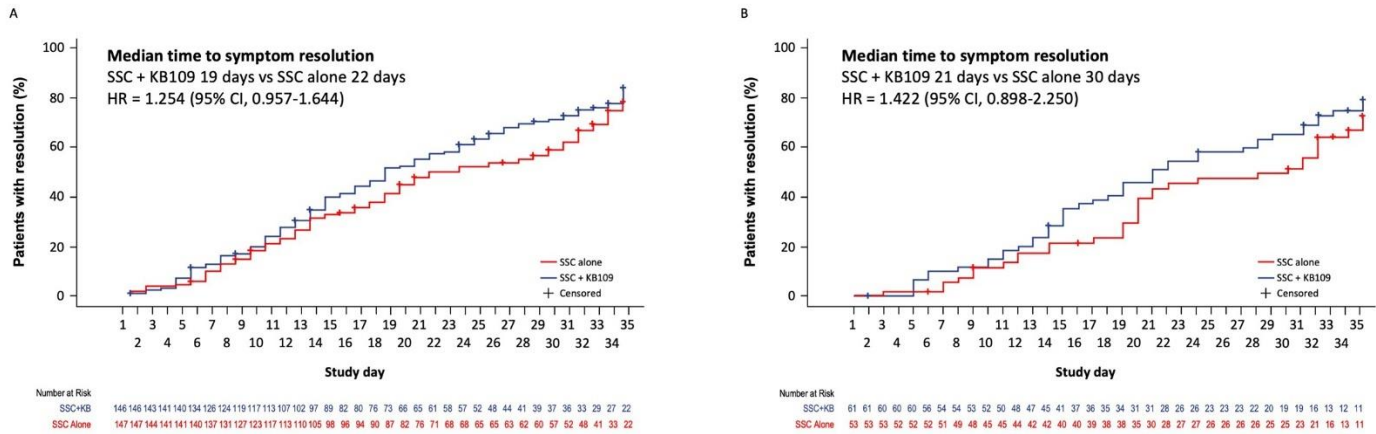 A
Median time to symptom resolution
SSC + KB109 19 days vs SSC alone 22 days
HR = 1.254 (95% CI, 0.957-1.644)
Patients with resolution (%)
100
80
60
40
20
0
SSC alone
SSC + KB109
Censored
1 3 5 7 9 11 13 15 17 19 21 23 25 27 29 31 33 35
2 4 6 8 10 12 14 16 18 20 22 24 26 28 30 32 34
Study day
Number at Risk
SSC+KB 146 146 143 141 140 134 126 124 119 117 113 107 102 97 89 82 80 76 73 66 65 61 58 57 52 48 44 41 39 37 36 33 29 27 22
SSC Alone 147 147 144 141 141 140 137 131 127 123 117 113 110 105 98 96 94 90 87 82 76 71 68 68 65 65 63 62 60 57 52 48 41 33 22
B
Median time to symptom resolution
SSC + KB109 21 days vs SSC alone 30 days
HR = 1.422 (95% CI, 0.898-2.250)
Patients with resolution (%)
100
80
60
40
20
0
SSC alone
SSC + KB109
Censored
1 3 5 7 9 11 13 15 17 19 21 23 25 27 29 31 33 35
2 4 6 8 10 12 14 16 18 20 22 24 26 28 30 32 34
Study day
Number at Risk
SSC+KB 61 61 60 60 60 56 54 54 53 52 50 48 47 45 41 37 36 35 34 31 31 28 26 26 23 23 23 22 20 19 19 16 13 12 11
SSC Alone 53 53 53 52 52 52 51 49 48 45 45 44 42 42 40 40 39 38 38 35 30 28 27 27 26 26 26 26 25 25 23 21 16 13 11